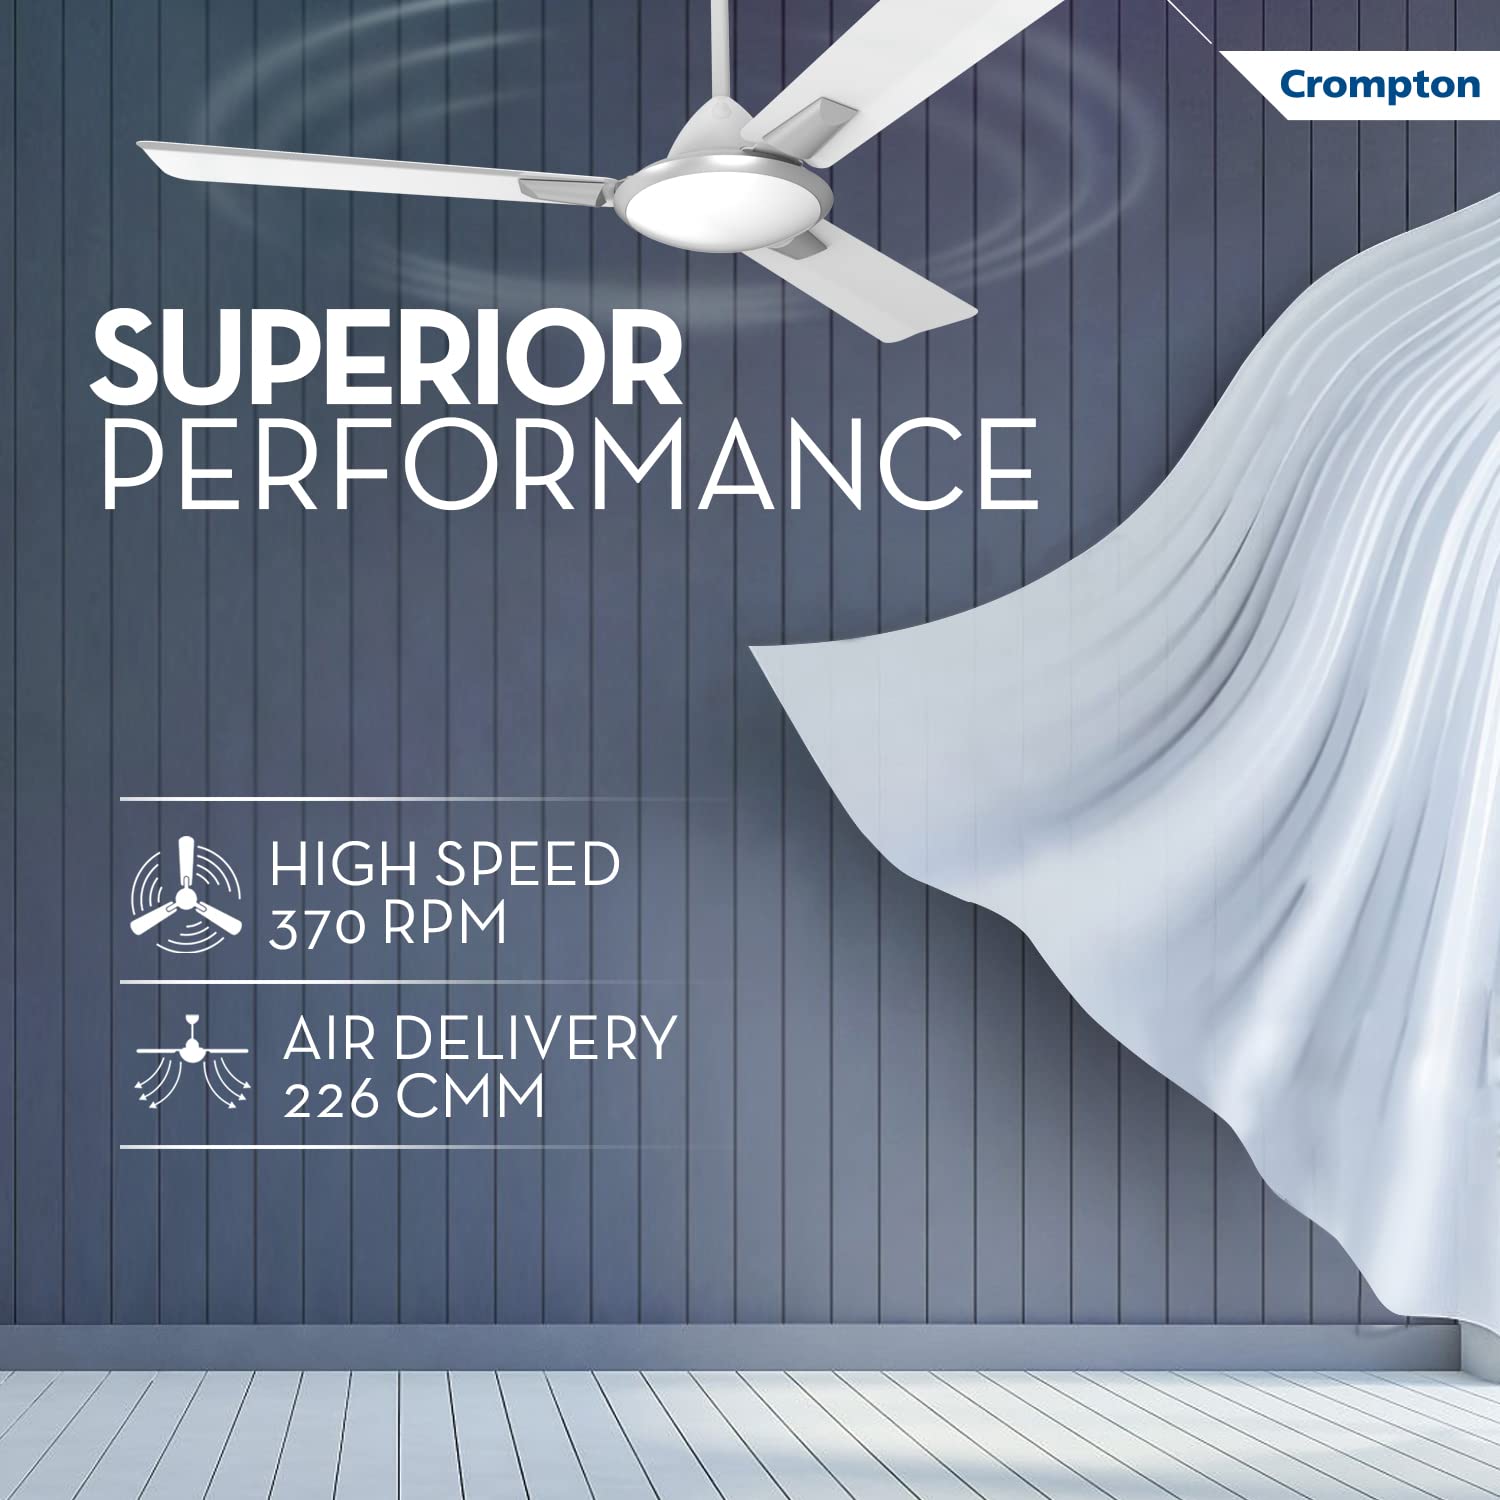 Crompton
SUPERIOR
PERFORMANCE
HIGH SPEED
370 RPM
AIR DELIVERY
226 CMM